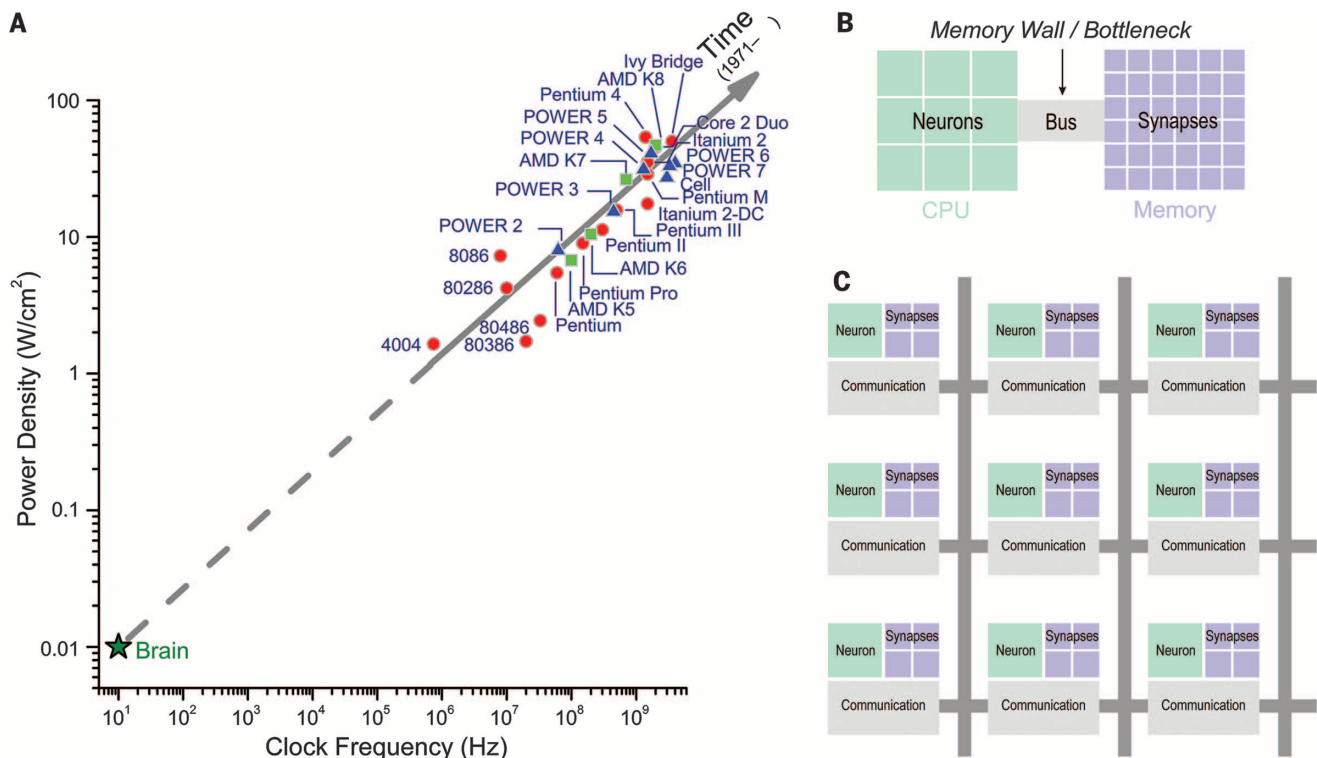 A
Time
(1971– )
Ivy Bridge
AMD K8
Pentium 4
POWER 5
Core 2 Duo
POWER 4
Itanium 2
AMD K7
POWER 6
POWER 7
POWER 3
Cell
Pentium M
POWER 2
Itanium 2-DC
Pentium III
8086
Pentium II
AMD K6
80286
Pentium Pro
AMD K5
80486
Pentium
4004
80386
Brain
100
10
1
0.1
0.01
Power Density (W/cm²)
10¹ 10² 10³ 10⁴ 10⁵ 10⁶ 10⁷ 10⁸ 10⁹
Clock Frequency (Hz)
B
Memory Wall / Bottleneck
Neurons Bus Synapses
CPU Memory
C
Neuron Synapses Neuron Synapses Neuron Synapses
Communication Communication Communication
Neuron Synapses Neuron Synapses Neuron Synapses
Communication Communication Communication
Neuron Synapses Neuron Synapses Neuron Synapses
Communication Communication Communication